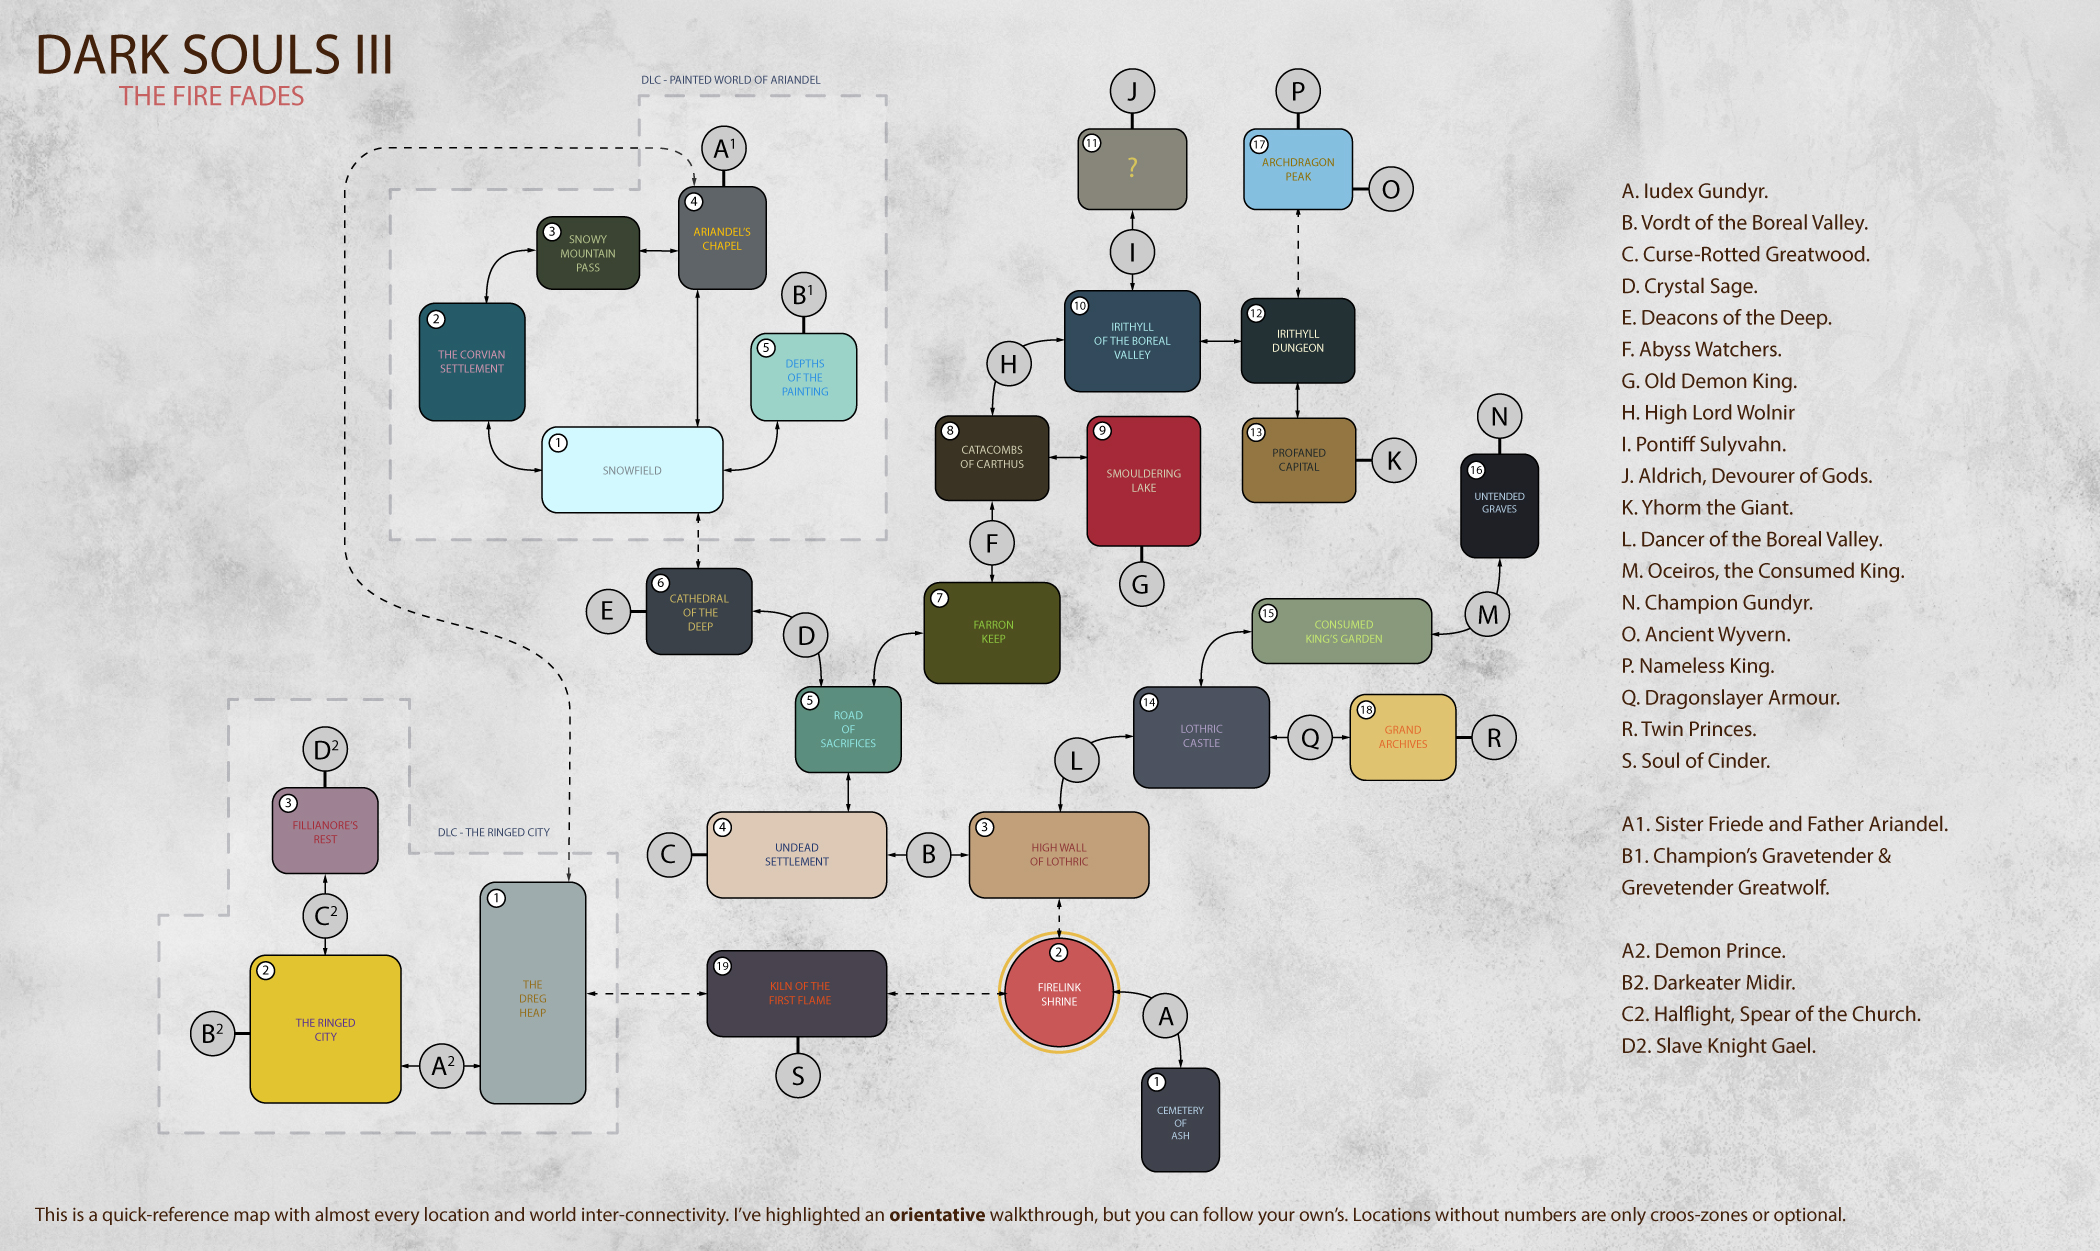 DARK SOULS III
THE FIRE FADES
DLC - PAINTED WORLD OF ARIANDEL
A1
4
ARIANDEL'S
CHAPEL
3
SNOWY
MOUNTAIN
PASS
B1
2
THE CORVIAN
SETTLEMENT
5
DEPTHS
OF THE
PAINTING
1
SNOWFIELD
J
11
?
I
P
17
ARCHDRAGON
PEAK
O
10
IRITHYLL
OF THE BOREAL
VALLEY
12
IRITHYLL
DUNGEON
H
8
CATACOMBS
OF CARTHUS
9
SMOULDERING
LAKE
13
PROFANED
CAPITAL
K
N
16
UNTENDED
GRAVES
F
G
E
6
CATHEDRAL
OF THE
DEEP
D
7
FARRON
KEEP
15
CONSUMED
KING'S GARDEN
M
5
ROAD
OF
SACRIFICES
14
LOTHRIC
CASTLE
Q
18
GRAND
ARCHIVES
R
L
D2
3
FILLIANORE'S
REST
DLC - THE RINGED CITY
C
4
UNDEAD
SETTLEMENT
B
3
HIGH WALL
OF LOTHRIC
C2
1
THE
DREG
HEAP
2
THE RINGED
CITY
B2
A2
19
KILN OF THE
FIRST FLAME
S
2
FIRELINK
SHRINE
A
1
CEMETERY
OF
ASH
A. Iudex Gundyr.
B. Vordt of the Boreal Valley.
C. Curse-Rotted Greatwood.
D. Crystal Sage.
E. Deacons of the Deep.
F. Abyss Watchers.
G. Old Demon King.
H. High Lord Wolnir
I. Pontiff Sulyvahn.
J. Aldrich, Devourer of Gods.
K. Yhorm the Giant.
L. Dancer of the Boreal Valley.
M. Oceiros, the Consumed King.
N. Champion Gundyr.
O. Ancient Wyvern.
P. Nameless King.
Q. Dragonslayer Armour.
R. Twin Princes.
S. Soul of Cinder.
A1. Sister Friede and Father Ariandel.
B1. Champion's Gravetender &
Grevetender Greatwolf.
A2. Demon Prince.
B2. Darkeater Midir.
C2. Halflight, Spear of the Church.
D2. Slave Knight Gael.
This is a quick-reference map with almost every location and world inter-connectivity. I've highlighted an orientative walkthrough, but you can follow your own's. Locations without numbers are only croos-zones or optional.